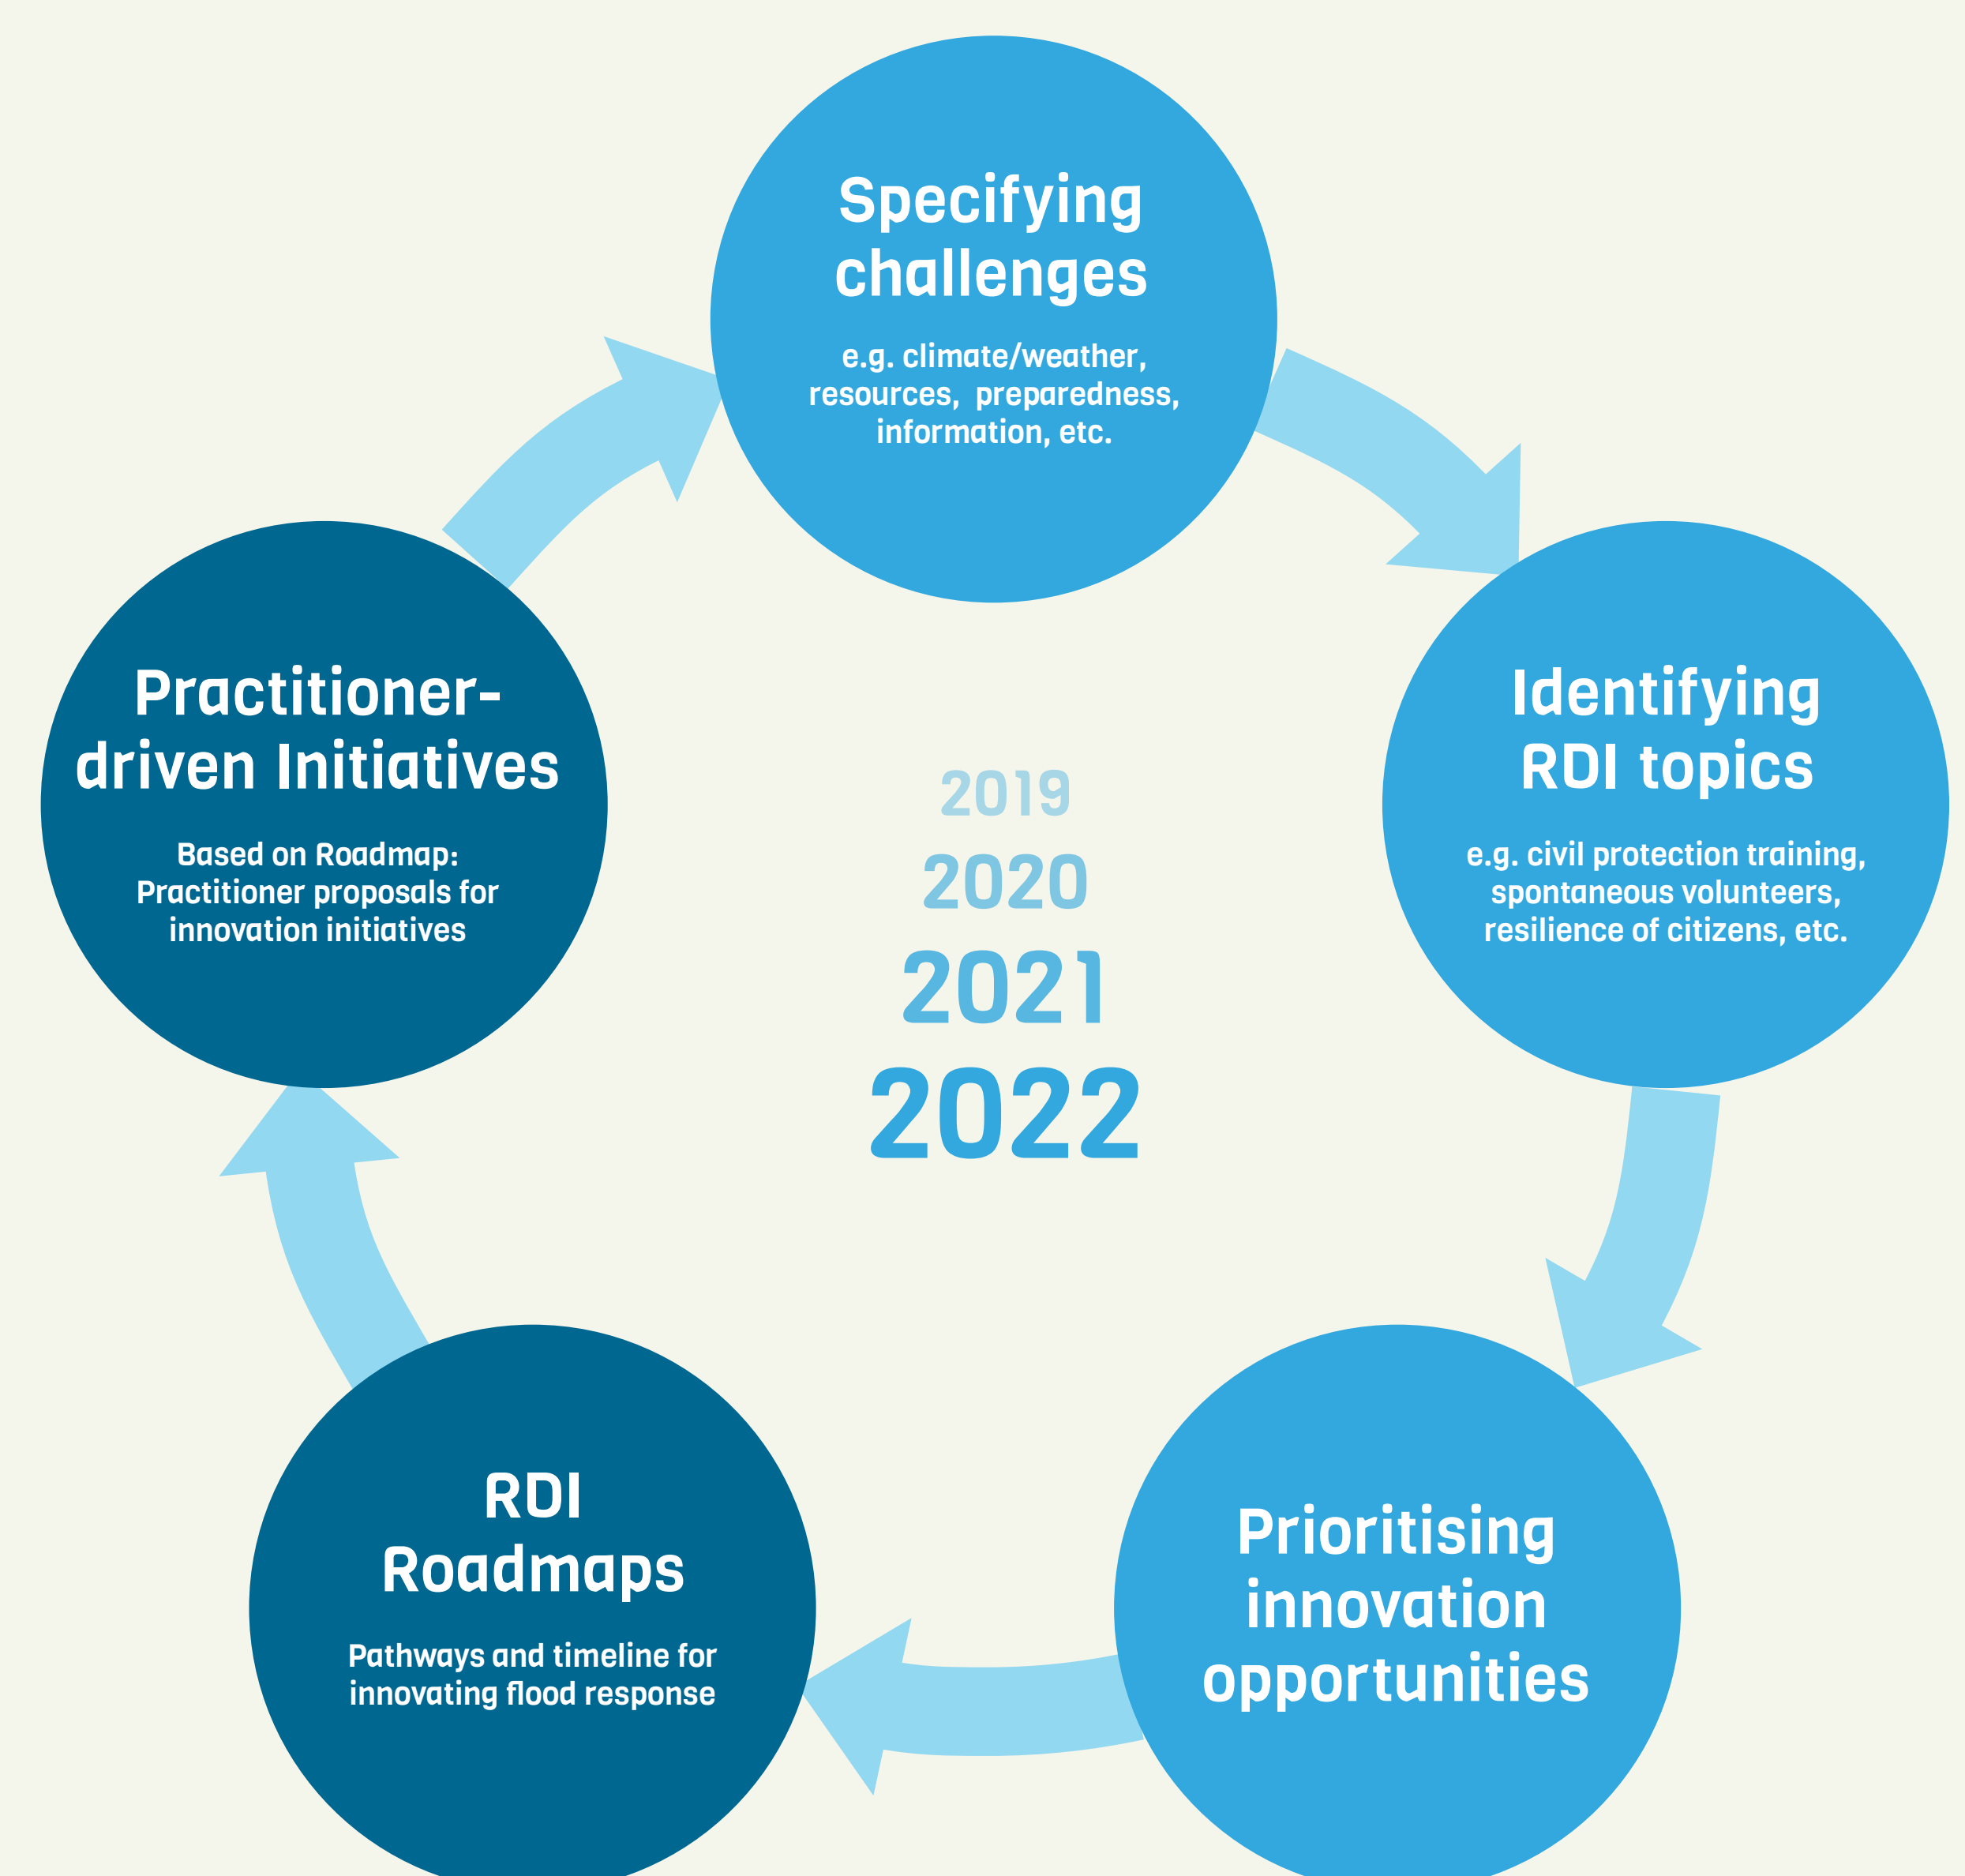 Specifying
challenges
e.g. climate/weather,
resources, preparedness,
information, etc.
Practitioner-
driven Initiatives
Based on Roadmap:
Practitioner proposals for
innovation initiatives
Identifying
RDI topics
e.g. civil protection training,
spontaneous volunteers,
resilience of citizens, etc.
2019
2020
2021
2022
RDI
Roadmaps
Pathways and timeline for
innovating flood response
Prioritising
innovation
opportunities